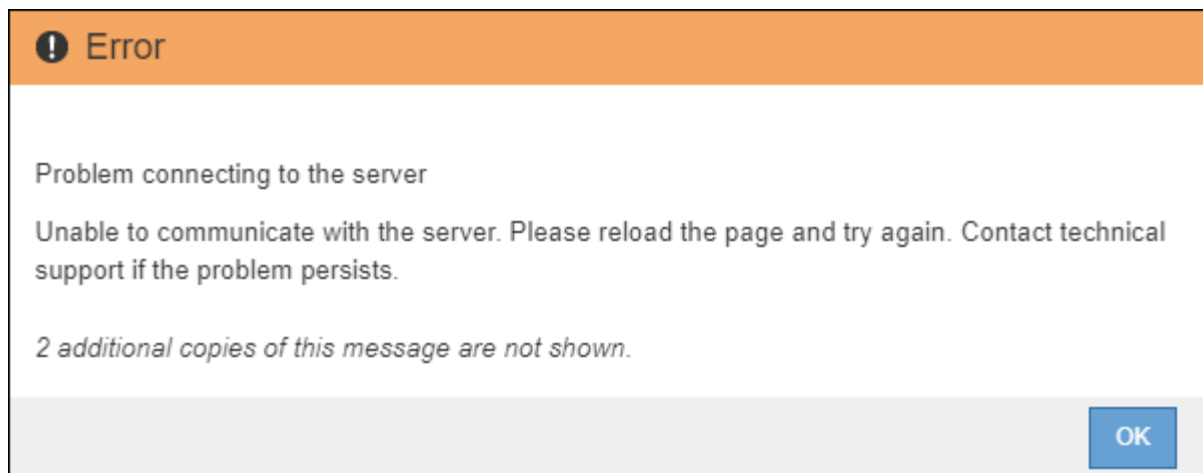 Error
Problem connecting to the server
Unable to communicate with the server. Please reload the page and try again. Contact technical
support if the problem persists.
2 additional copies of this message are not shown.
OK